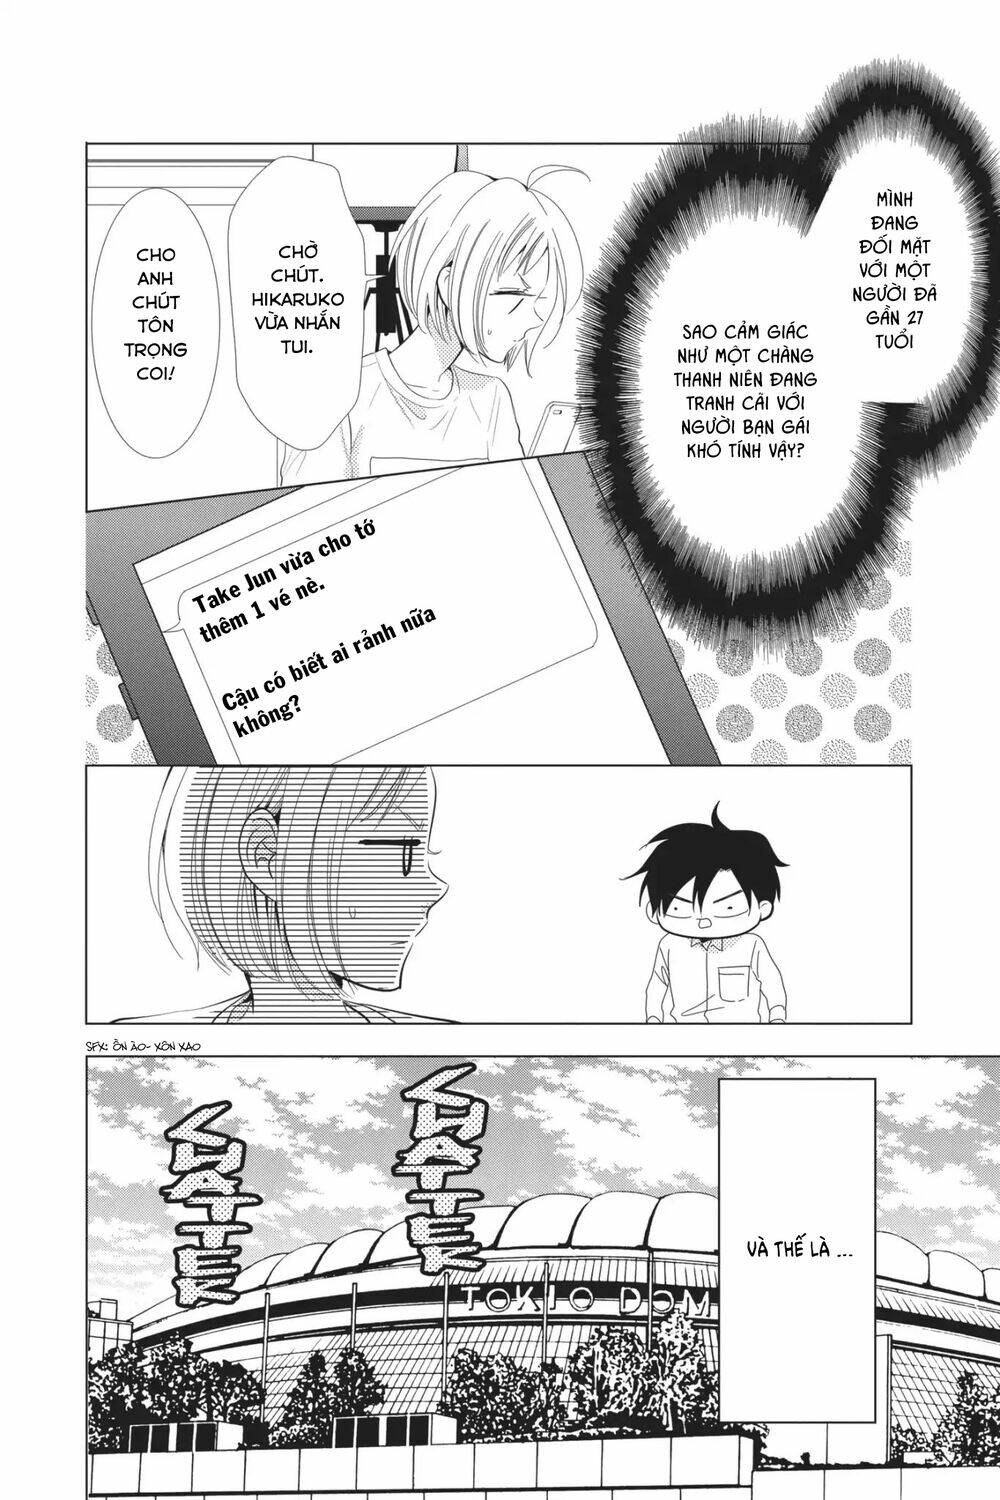 MÌNH
ĐANG
ĐỐI MẶT
VỚI MỘT
NGƯỜI ĐÃ
GẦN 27
TUỔI
SAO CẢM GIÁC
NHƯ MỘT CHÀNG
THANH NIÊN ĐANG
TRANH CÃI VỚI
NGƯỜI BẠN GÁI
KHÓ TÍNH VẬY?
CHỜ
CHÚT.
HIKARUKO
VỪA NHẮN
TUI.
CHO
ANH
CHÚT
TÔN
TRỌNG
COI!
Take Jun vừa cho tớ
thêm 1 vé nè.
Cậu có biết ai rảnh nữa
không?
SFX: ỒN ÀO- XÔN XAO
CHATTER
CHATTER
VÀ THẾ LÀ ...
TOKIO DOM